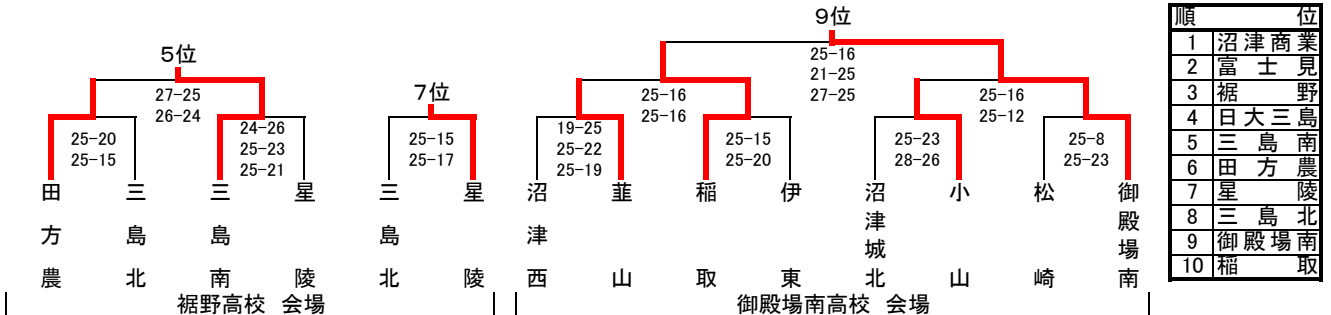 5位
27-25
26-24
25-20
25-15
24-26
25-23
25-21
田方農
三島北
三島南
星陵
7位
25-15
25-17
三島北
星陵
裾野高校 会場
9位
25-16
21-25
27-25
25-16
25-16
25-16
25-12
19-25
25-22
25-19
25-15
25-20
25-23
28-26
25-8
25-23
沼津西
韮山
稲取
伊東
沼津城北
小山
松崎
御殿場南
御殿場南高校 会場
順位
1 沼津商業
2 富士見
3 裾野
4 日大三島
5 三島南
6 田方農
7 星陵
8 三島北
9 御殿場南
10 稲取